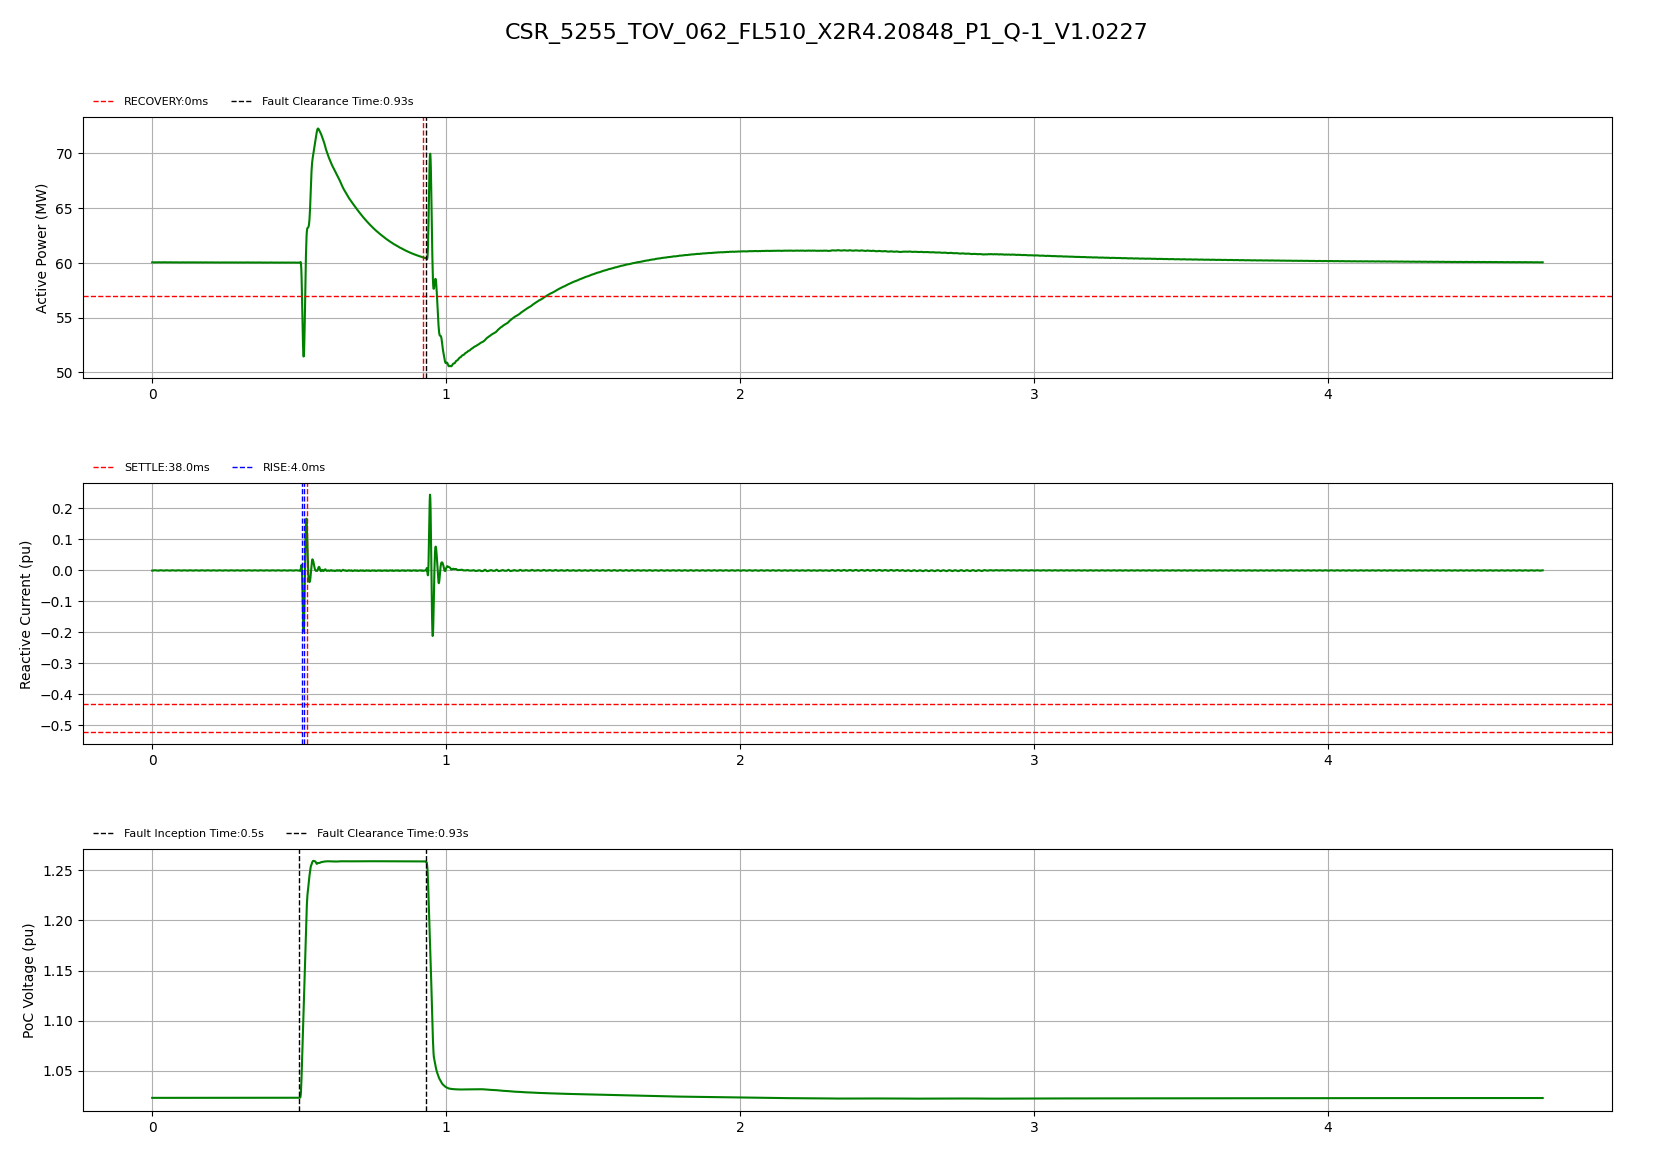 CSR_5255_TOV_062_FL510_X2R4.20848_P1_Q-1_V1.0227
RECOVERY:0ms Fault Clearance Time:0.93s
Active Power (MW)
70
65
60
55
50
0 1 2 3 4
SETTLE:38.0ms RISE:4.0ms
Reactive Current (pu)
0.2
0.1
0.0
−0.1
−0.2
−0.3
−0.4
−0.5
0 1 2 3 4
Fault Inception Time:0.5s Fault Clearance Time:0.93s
PoC Voltage (pu)
1.25
1.20
1.15
1.10
1.05
0 1 2 3 4